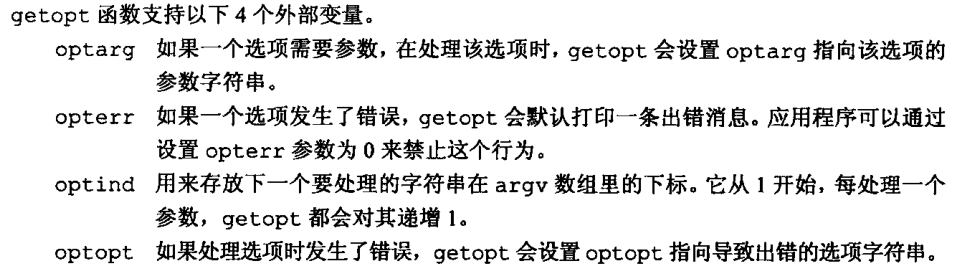 getopt 函数支持以下 4 个外部变量。
optarg 如果一个选项需要参数，在处理该选项时，getopt 会设置 optarg 指向该选项的
参数字符串。
opterr 如果一个选项发生了错误，getopt 会默认打印一条出错消息。应用程序可以通过
设置 opterr 参数为 0 来禁止这个行为。
optind 用来存放下一个要处理的字符串在 argv 数组里的下标。它从 1 开始，每处理一个
参数，getopt 都会对其递增 1。
optopt 如果处理选项时发生了错误，getopt 会设置 optopt 指向导致出错的选项字符串。